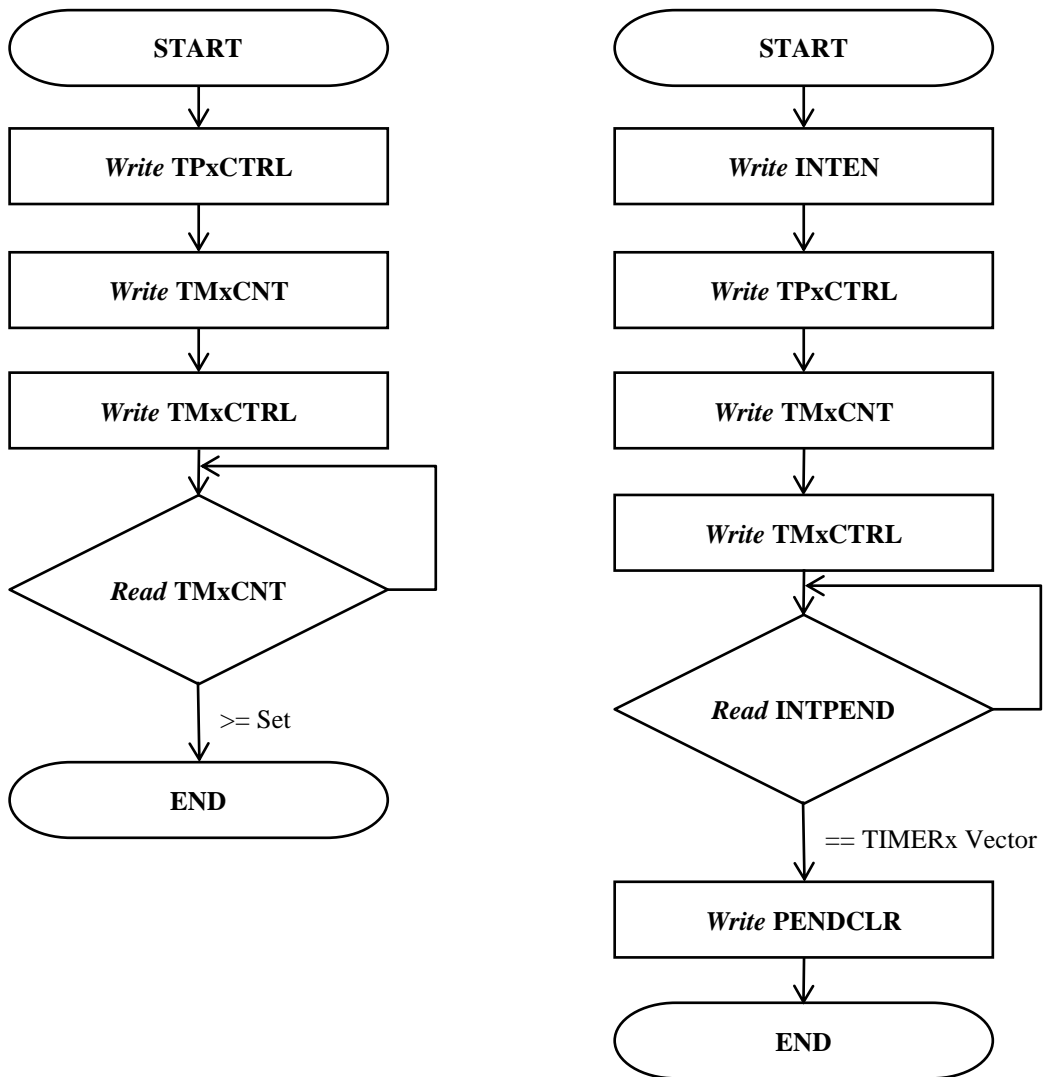 START
Write TPxCTRL
Write TMxCNT
Write TMxCTRL
Read TMxCNT
>= Set
END
START
Write INTEN
Write TPxCTRL
Write TMxCNT
Write TMxCTRL
Read INTPEND
== TIMERx Vector
Write PENDCLR
END